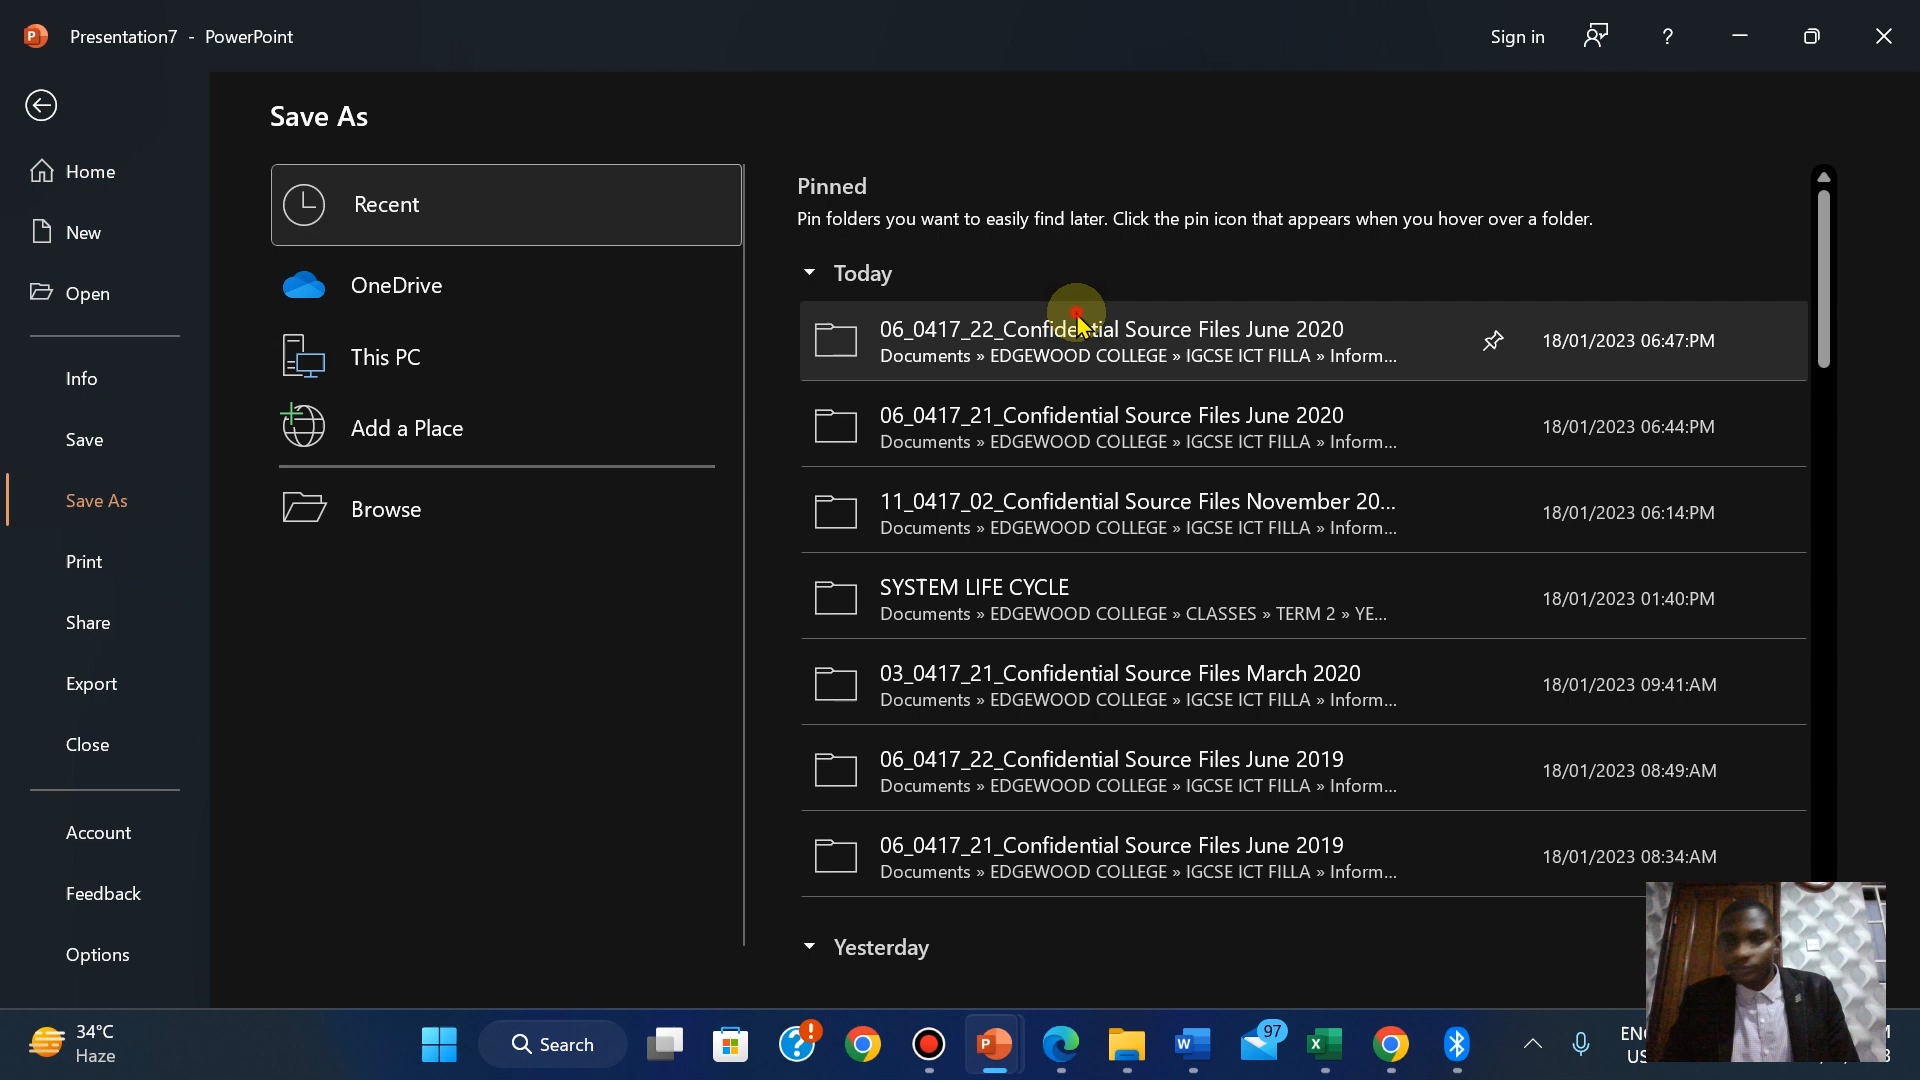 Presentation7 - PowerPoint
Sign in
?
Save As
Home
New
Open
Info
Save
Save As
Print
Share
Export
Close
Account
Feedback
Options
Recent
OneDrive
This PC
Add a Place
Browse
Pinned
Pin folders you want to easily find later. Click the pin icon that appears when you hover over a folder.
Today
06_0417_22_Confidential Source Files June 2020
Documents » EDGEWOOD COLLEGE » IGCSE ICT FILLA » Inform...
18/01/2023 06:47:PM
06_0417_21_Confidential Source Files June 2020
Documents » EDGEWOOD COLLEGE » IGCSE ICT FILLA » Inform...
18/01/2023 06:44:PM
11_0417_02_Confidential Source Files November 20...
Documents » EDGEWOOD COLLEGE » IGCSE ICT FILLA » Inform...
18/01/2023 06:14:PM
SYSTEM LIFE CYCLE
Documents » EDGEWOOD COLLEGE » CLASSES » TERM 2 » YE...
18/01/2023 01:40:PM
03_0417_21_Confidential Source Files March 2020
Documents » EDGEWOOD COLLEGE » IGCSE ICT FILLA » Inform...
18/01/2023 09:41:AM
06_0417_22_Confidential Source Files June 2019
Documents » EDGEWOOD COLLEGE » IGCSE ICT FILLA » Inform...
18/01/2023 08:49:AM
06_0417_21_Confidential Source Files June 2019
Documents » EDGEWOOD COLLEGE » IGCSE ICT FILLA » Inform...
18/01/2023 08:34:AM
Yesterday
34°C
Haze
Search
97